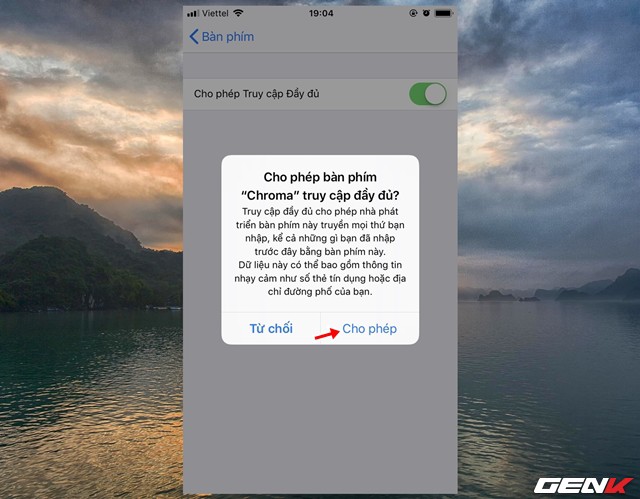 Viettel 19:04
Bàn phím
Cho phép Truy cập Đầy đủ
Cho phép bàn phím
“Chroma” truy cập đầy đủ?
Truy cập đầy đủ cho phép nhà phát
triển bàn phím này truyền mọi thứ bạn
nhập, kể cả những gì bạn đã nhập
trước đây bằng bàn phím này.
Dữ liệu này có thể bao gồm thông tin
nhạy cảm như số thẻ tín dụng hoặc địa
chỉ đường phố của bạn.
Từ chối Cho phép
GENK